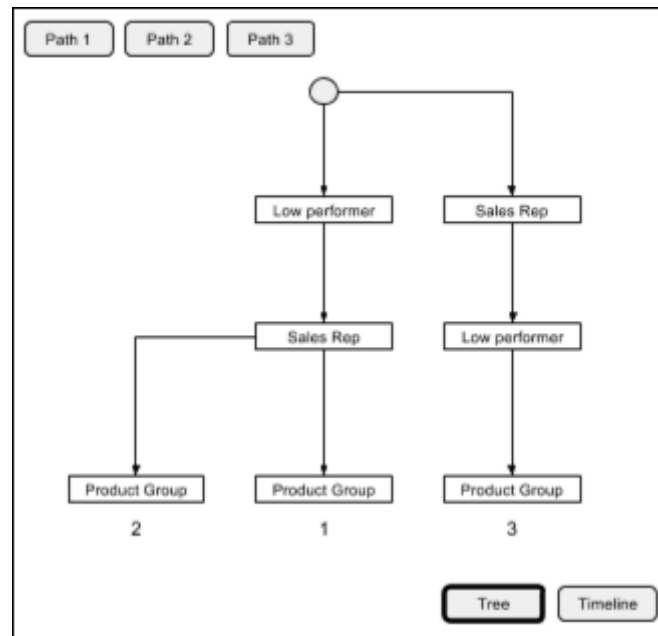 Path 1 Path 2 Path 3
Low performer Sales Rep
Sales Rep Low performer
Product Group Product Group Product Group
2 1 3
Tree Timeline